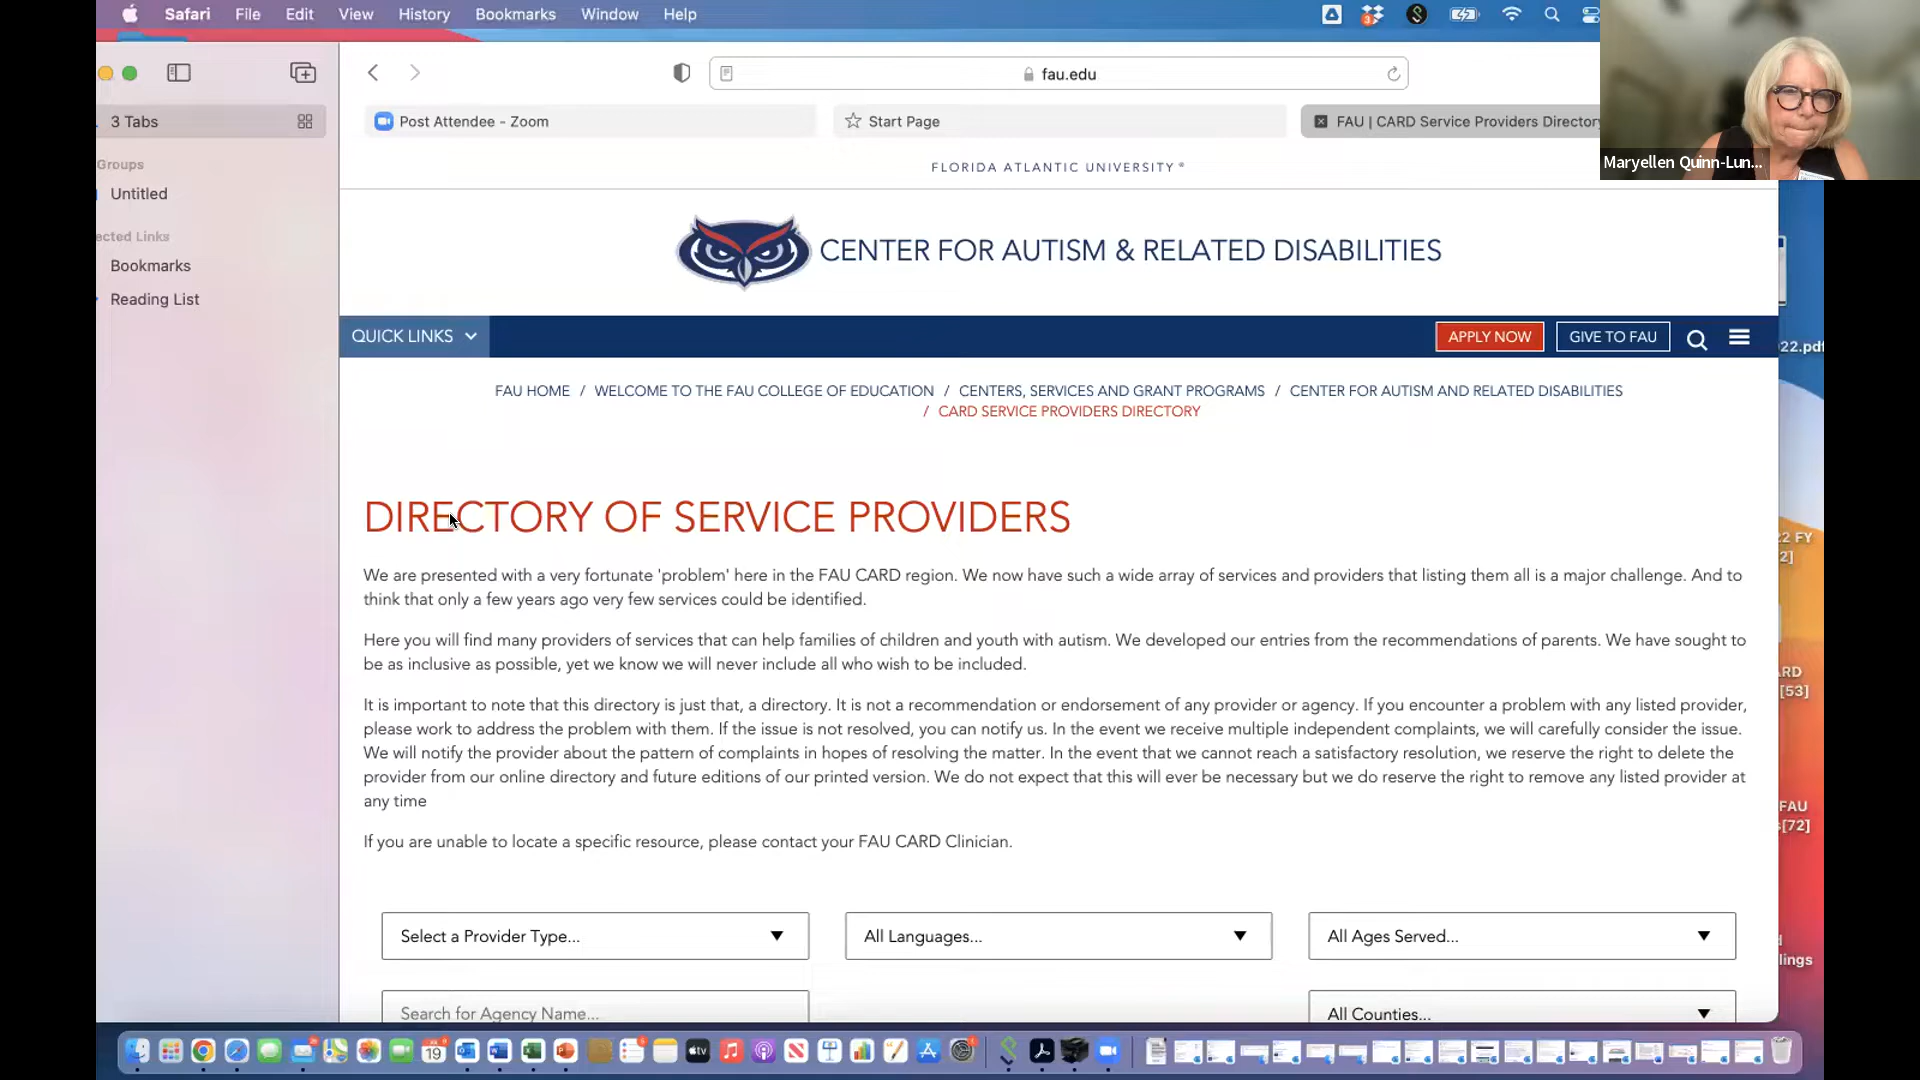 Safari File Edit View History Bookmarks Window Help
3
fau.edu
3 Tabs
Post Attendee - Zoom
Start Page
FAU | CARD Service Providers Directory
Groups
Untitled
ected Links
Bookmarks
Reading List
Maryellen Quinn-Lun...
FLORIDA ATLANTIC UNIVERSITY®
CENTER FOR AUTISM & RELATED DISABILITIES
QUICK LINKS
APPLY NOW
GIVE TO FAU
22.pdf
FAU HOME / WELCOME TO THE FAU COLLEGE OF EDUCATION / CENTERS, SERVICES AND GRANT PROGRAMS / CENTER FOR AUTISM AND RELATED DISABILITIES
/ CARD SERVICE PROVIDERS DIRECTORY
DIRECTORY OF SERVICE PROVIDERS
We are presented with a very fortunate 'problem' here in the FAU CARD region. We now have such a wide array of services and providers that listing them all is a major challenge. And to
think that only a few years ago very few services could be identified.
Here you will find many providers of services that can help families of children and youth with autism. We developed our entries from the recommendations of parents. We have sought to
be as inclusive as possible, yet we know we will never include all who wish to be included.
It is important to note that this directory is just that, a directory. It is not a recommendation or endorsement of any provider or agency. If you encounter a problem with any listed provider,
please work to address the problem with them. If the issue is not resolved, you can notify us. In the event we receive multiple independent complaints, we will carefully consider the issue.
We will notify the provider about the pattern of complaints in hopes of resolving the matter. In the event that we cannot reach a satisfactory resolution, we reserve the right to delete the
provider from our online directory and future editions of our printed version. We do not expect that this will ever be necessary but we do reserve the right to remove any listed provider at
any time
If you are unable to locate a specific resource, please contact your FAU CARD Clinician.
Select a Provider Type...
All Languages...
All Ages Served...
Search for Agency Name...
All Counties...
22 FY
2]
RD
[53]
FAU
s[72]
lings
19
tv